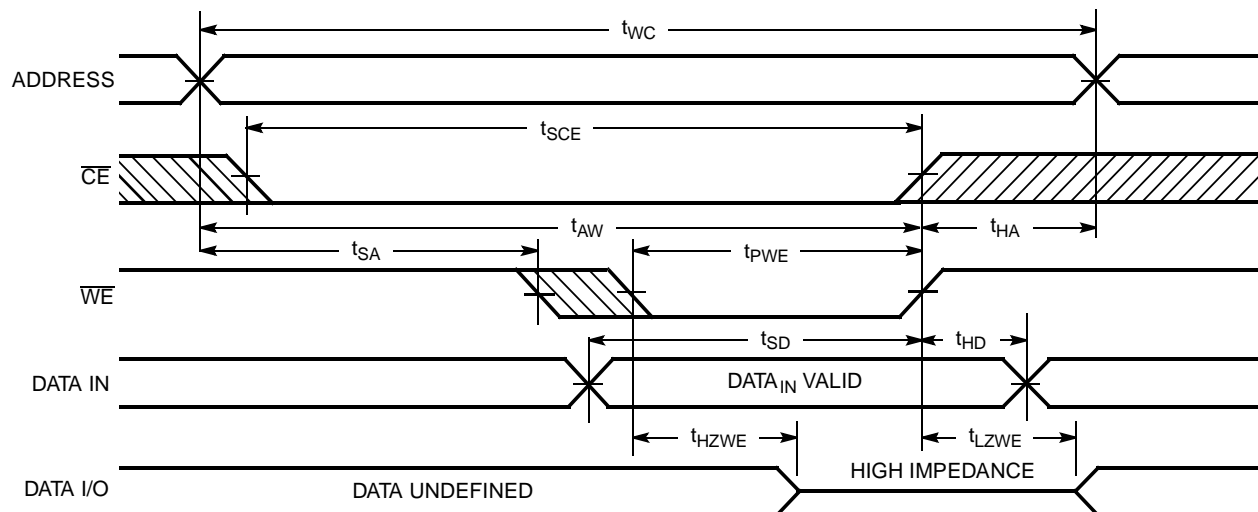 tWC
ADDRESS
tSCE
CE
tAW
tHA
tSA
tPWE
WE
tSD
tHD
DATA IN
DATAIN VALID
tHZWE
tLZWE
HIGH IMPEDANCE
DATA I/O
DATA UNDEFINED